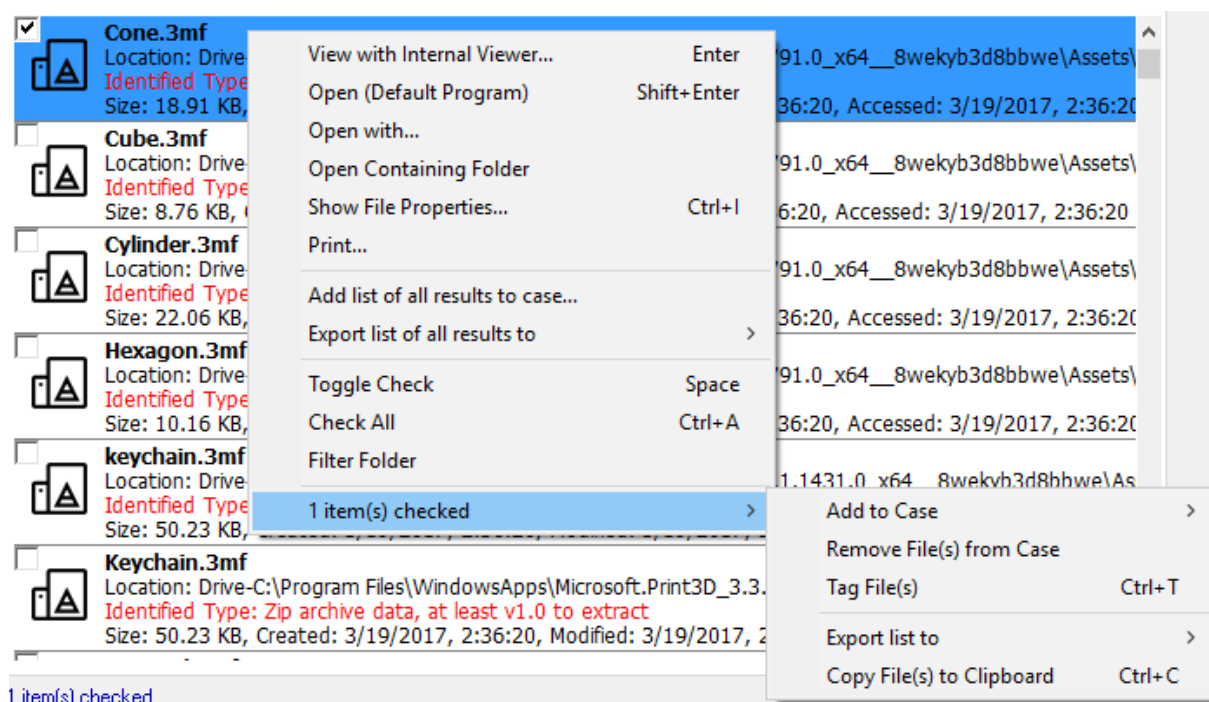 Cone.3mf
Location: Drive-
Identified Type
Size: 18.91 KB,
'91.0_x64__8wekyb3d8bbwe\Assets\
36:20, Accessed: 3/19/2017, 2:36:20
Cube.3mf
Location: Drive-
Identified Type
Size: 8.76 KB,
'91.0_x64__8wekyb3d8bbwe\Assets\
6:20, Accessed: 3/19/2017, 2:36:20
Cylinder.3mf
Location: Drive-
Identified Type
Size: 22.06 KB,
'91.0_x64__8wekyb3d8bbwe\Assets\
36:20, Accessed: 3/19/2017, 2:36:20
Hexagon.3mf
Location: Drive-
Identified Type
Size: 10.16 KB,
'91.0_x64__8wekyb3d8bbwe\Assets\
36:20, Accessed: 3/19/2017, 2:36:20
keychain.3mf
Location: Drive-
Identified Type
Size: 50.23 KB,
1.1431.0_x64__8wekyb3d8bbwe\As
Keychain.3mf
Location: Drive-C:\Program Files\WindowsApps\Microsoft.Print3D_3.3.
Identified Type: Zip archive data, at least v1.0 to extract
Size: 50.23 KB, Created: 3/19/2017, 2:36:20, Modified: 3/19/2017, 2
1 item(s) checked
View with Internal Viewer... Enter
Open (Default Program) Shift+Enter
Open with...
Open Containing Folder
Show File Properties... Ctrl+I
Print...
Add list of all results to case...
Export list of all results to >
Toggle Check Space
Check All Ctrl+A
Filter Folder
1 item(s) checked >
Add to Case >
Remove File(s) from Case
Tag File(s) Ctrl+T
Export list to >
Copy File(s) to Clipboard Ctrl+C